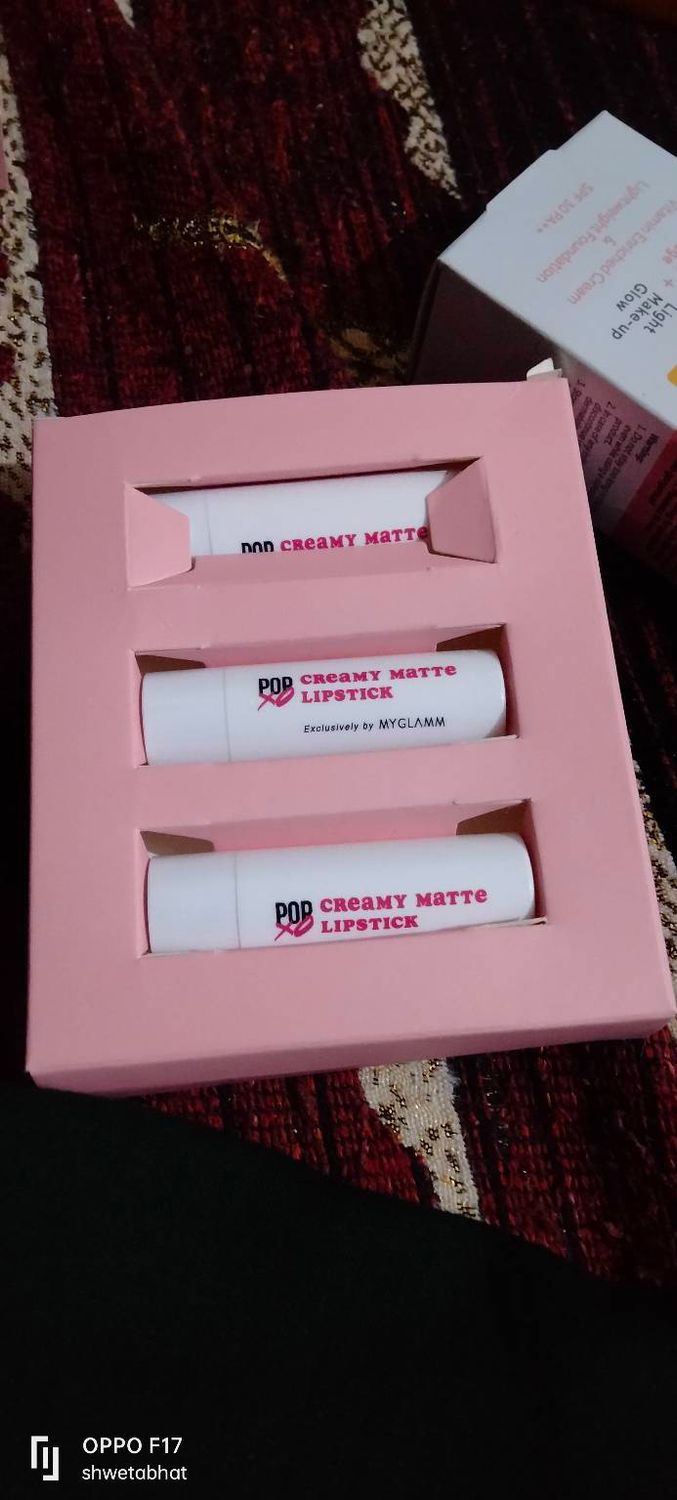 SPF 30 PA++
Lightweight Foundation
&
Vitamin Enriched Cream
Light
Make-up
Glow
POP CREAMY MATTE
POP XO CREAMY MATTE
LIPSTICK
Exclusively by MYGLAMM
POP XO CREAMY MATTE
LIPSTICK
OPPO F17
shwetabhat